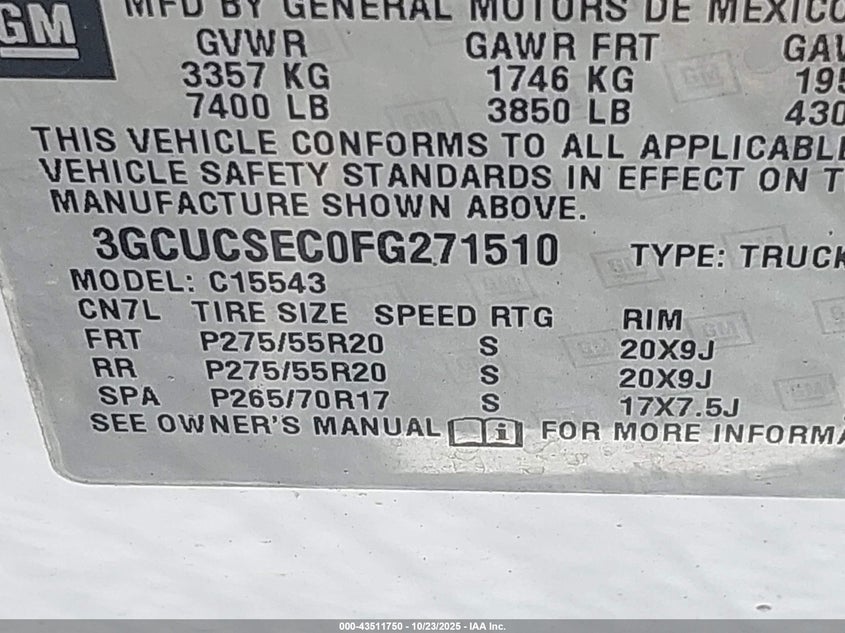 MFD BY GENERAL MOTORS DE MEXICO
GM
GVWR GAWR FRT
3357 KG 1746 KG 195
7400 LB 3850 LB 430
THIS VEHICLE CONFORMS TO ALL APPLICABLE
VEHICLE SAFETY STANDARDS IN EFFECT ON
MANUFACTURE SHOWN ABOVE.
3GCUCSEC0FG271510 TYPE: TRUCK
MODEL: C15543
CN7L TIRE SIZE SPEED RTG RIM
FRT P275/55R20 S 20X9J
RR P275/55R20 S 20X9J
SPA P265/70R17 S 17X7.5J
SEE OWNER'S MANUAL i FOR MORE INFORMA
000-43511750 - 10/23/2025 - IAA Inc.